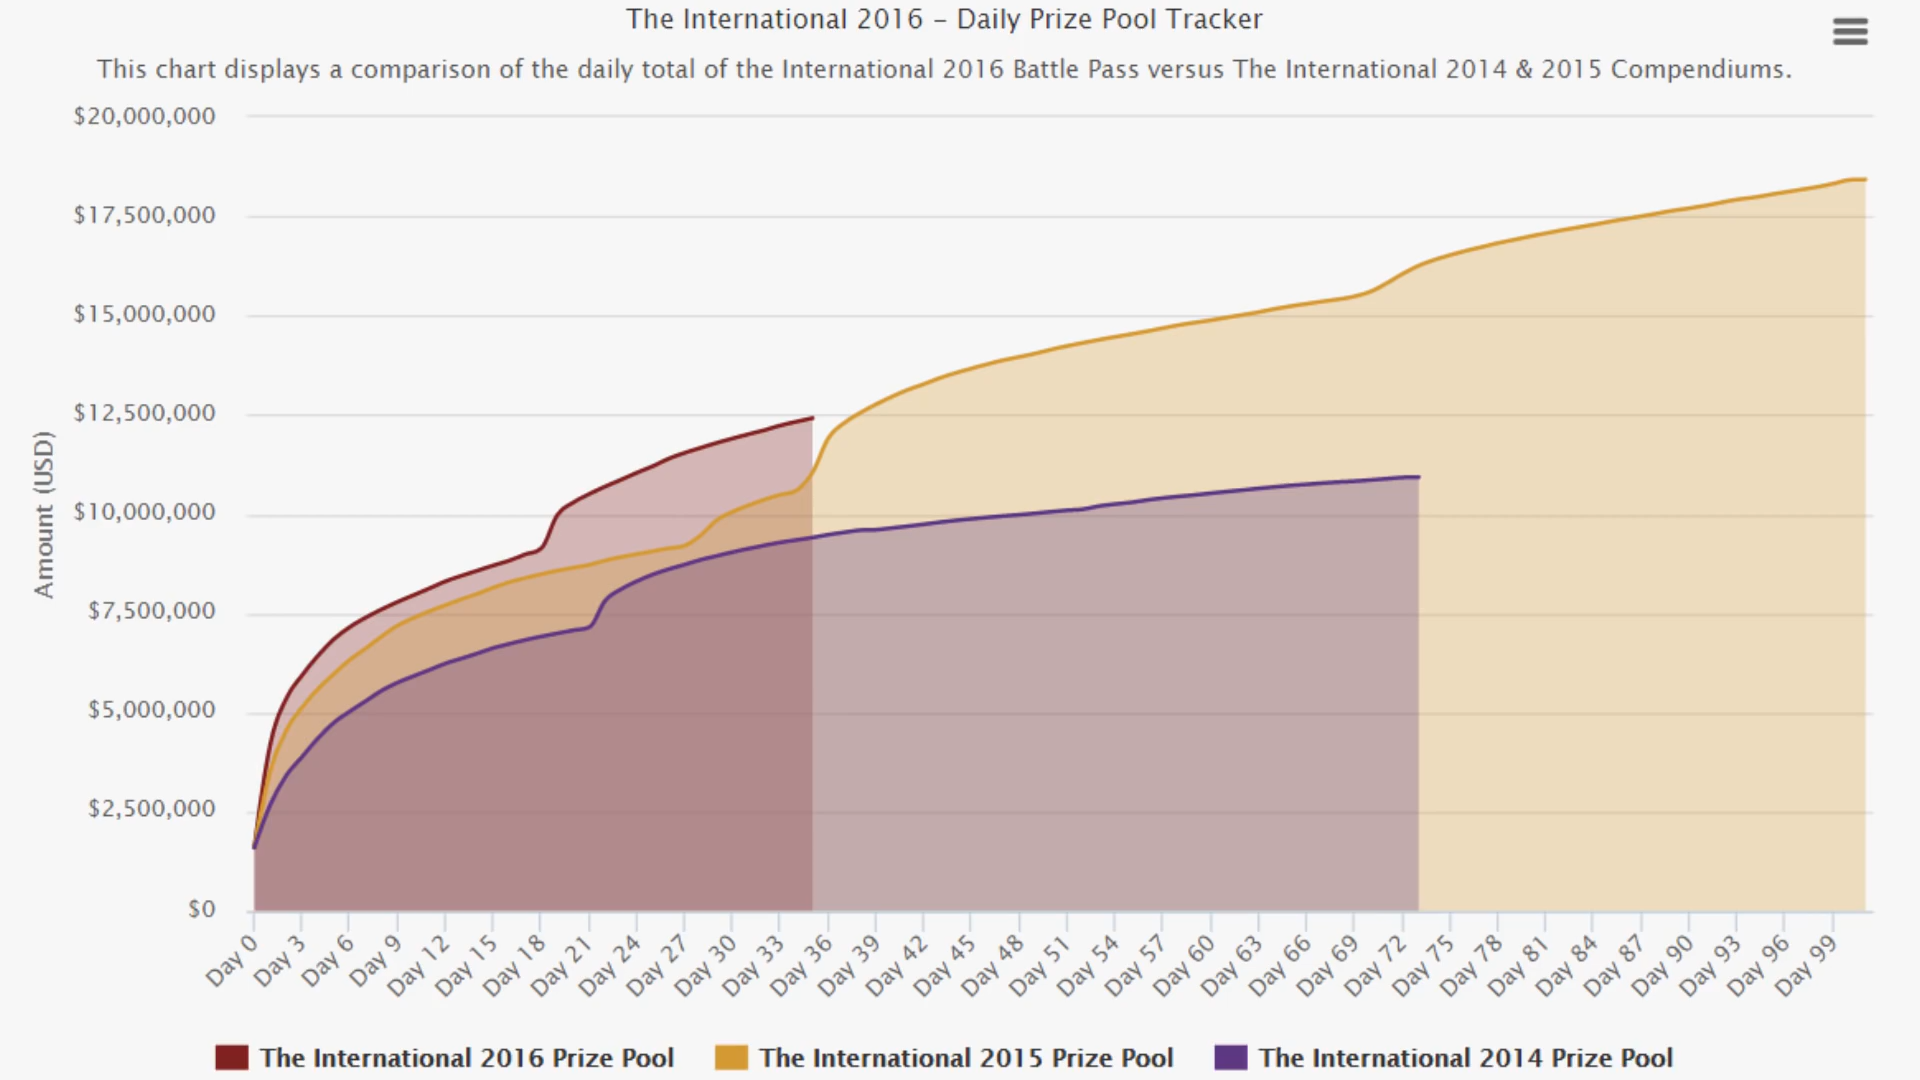 The International 2016 – Daily Prize Pool Tracker
This chart displays a comparison of the daily total of the International 2016 Battle Pass versus The International 2014 & 2015 Compendiums.
$20,000,000
$17,500,000
$15,000,000
$12,500,000
$10,000,000
$7,500,000
$5,000,000
$2,500,000
$0
Amount (USD)
Day 0
Day 3
Day 6
Day 9
Day 12
Day 15
Day 18
Day 21
Day 24
Day 27
Day 30
Day 33
Day 36
Day 39
Day 42
Day 45
Day 48
Day 51
Day 54
Day 57
Day 60
Day 63
Day 66
Day 69
Day 72
Day 75
Day 78
Day 81
Day 84
Day 87
Day 90
Day 93
Day 96
Day 99
The International 2016 Prize Pool
The International 2015 Prize Pool
The International 2014 Prize Pool